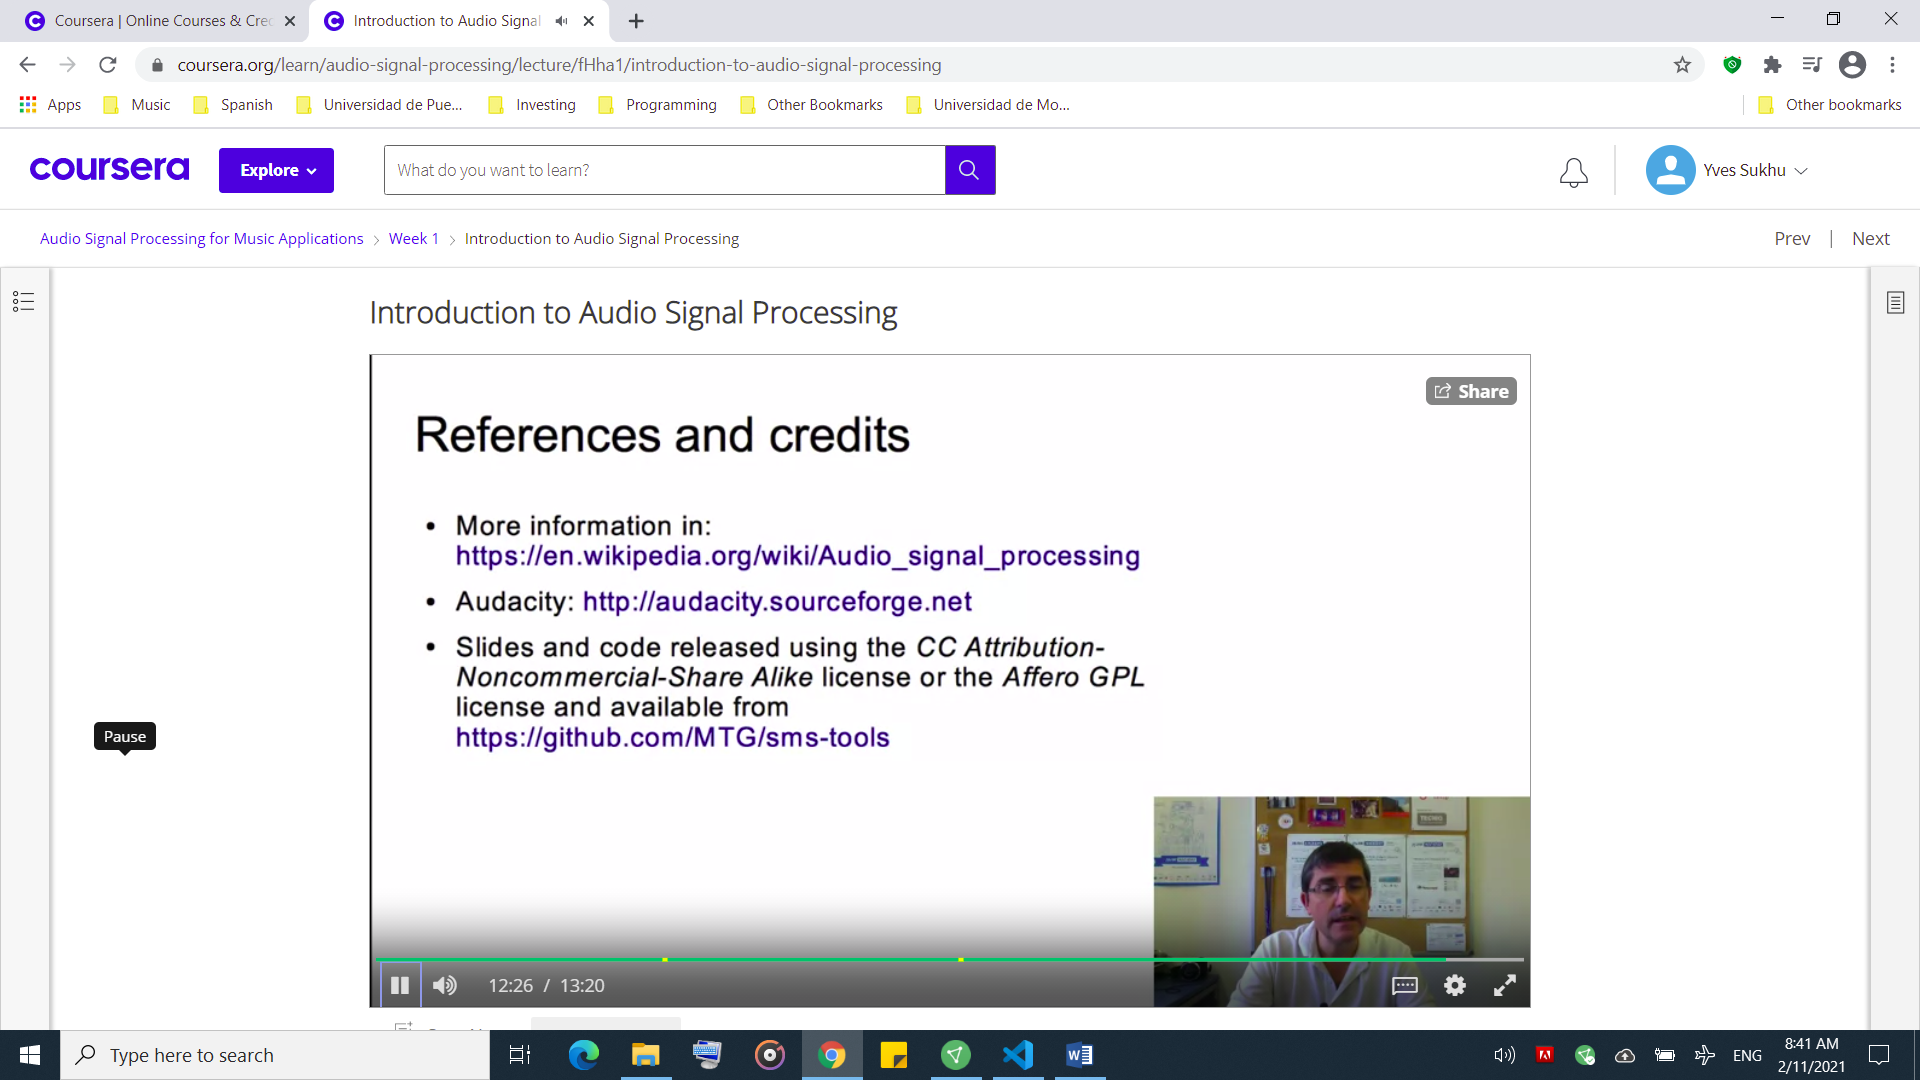 Coursera | Online Courses & Cre
Introduction to Audio Signal
coursera.org/learn/audio-signal-processing/lecture/fHha1/introduction-to-audio-signal-processing
Apps
Music
Spanish
Universidad de Pue...
Investing
Programming
Other Bookmarks
Universidad de Mo...
Other bookmarks
coursera
Explore
What do you want to learn?
Yves Sukhu
Audio Signal Processing for Music Applications
Week 1
Introduction to Audio Signal Processing
Prev | Next
Introduction to Audio Signal Processing
Share
References and credits
• More information in:
https://en.wikipedia.org/wiki/Audio_signal_processing
• Audacity: http://audacity.sourceforge.net
• Slides and code released using the CC Attribution-
Noncommercial-Share Alike license or the Affero GPL
license and available from
https://github.com/MTG/sms-tools
Pause
12:26 / 13:20
Type here to search
ENG
8:41 AM
2/11/2021